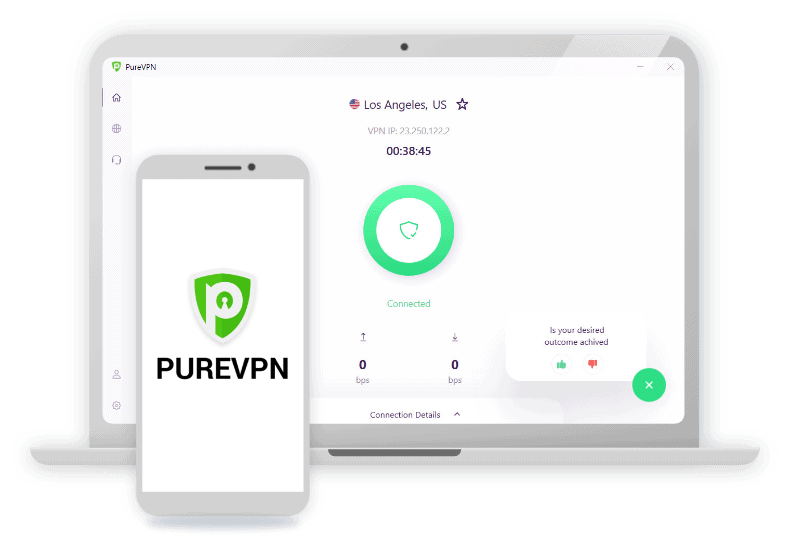 PureVPN
Los Angeles, US
VPN IP: 23.250.122.2
00:38:45
Connected
0
bps
0
bps
Is your desired
outcome achived
Connection Details
PUREVPN